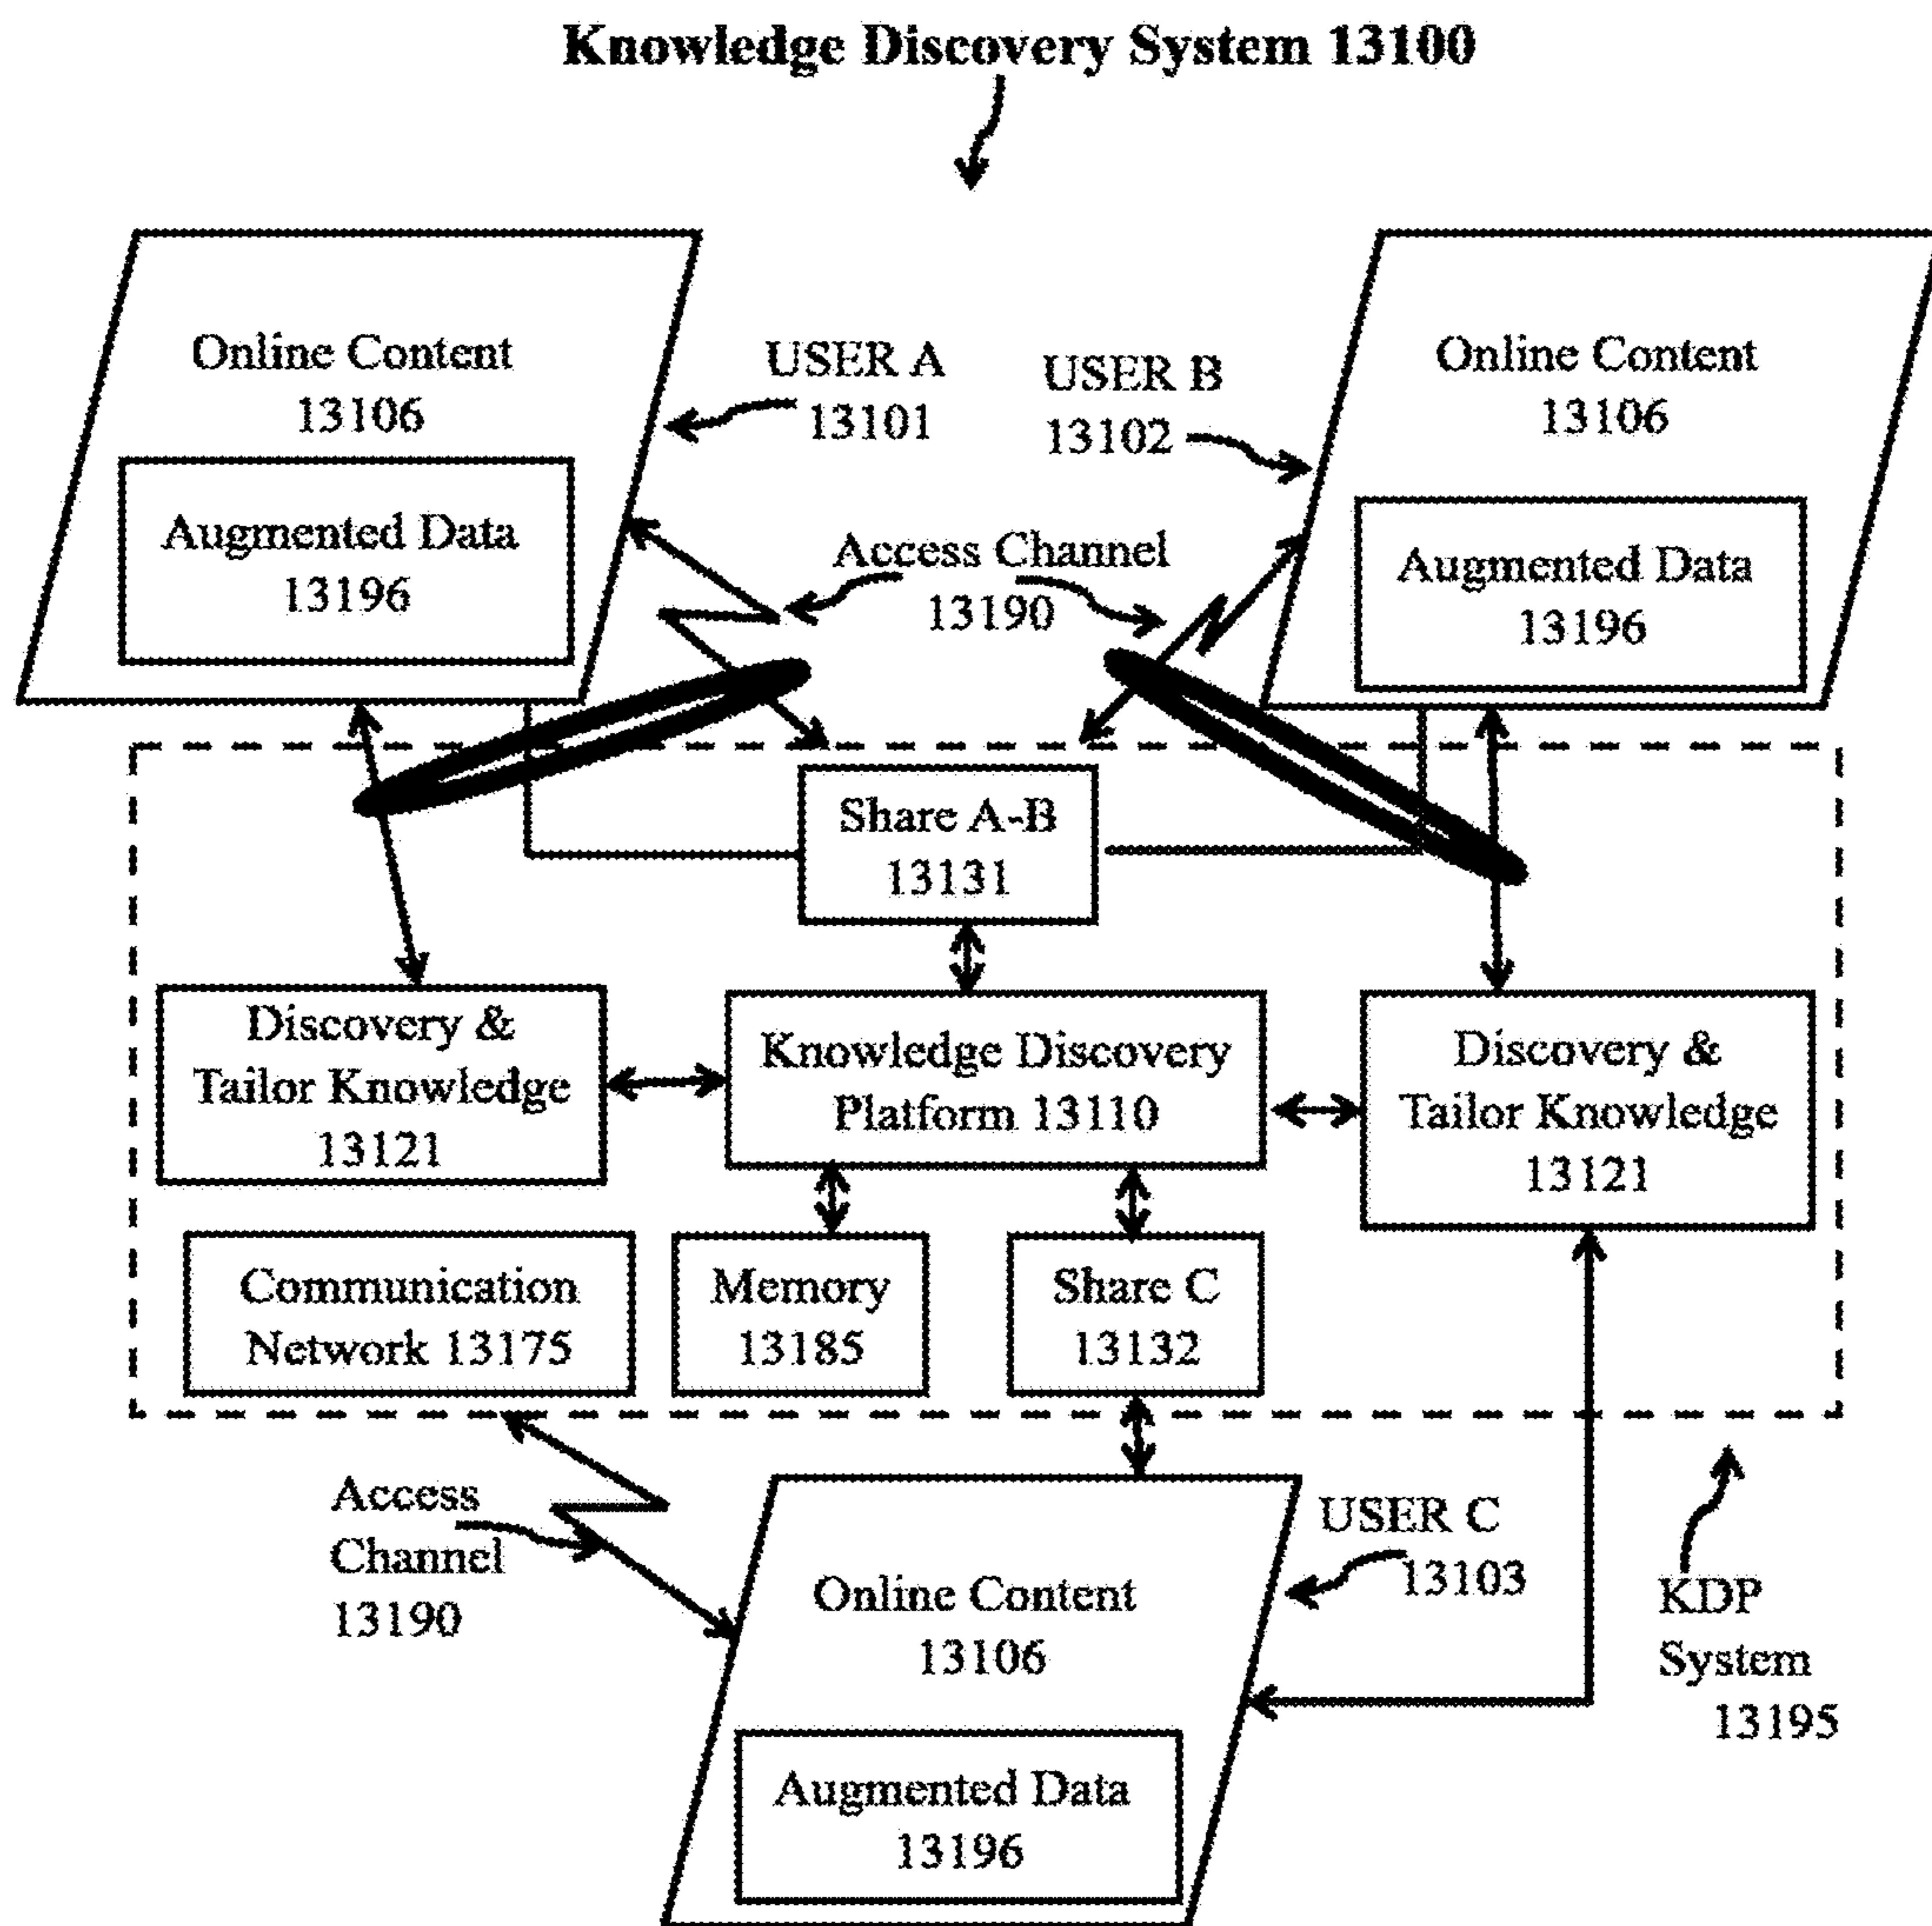 Knowledge Discovery System 13100
Online Content
13106
Augmented Data
13196
USER A
13101
USER B
13102
Online Content
13106
Augmented Data
13196
Access Channel
13190
Share A-B
13131
Discovery &
Tailor Knowledge
13121
Knowledge Discovery
Platform 13110
Discovery &
Tailor Knowledge
13121
Communication
Network 13175
Memory
13185
Share C
13132
Access
Channel
13190
Online Content
13106
Augmented Data
13196
USER C
13103
KDP
System
13195